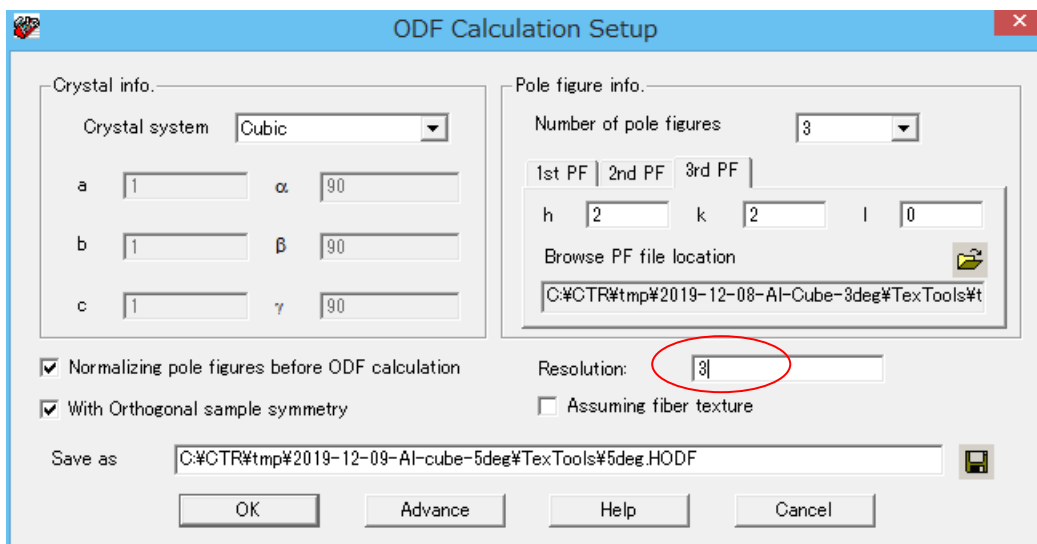 ODF Calculation Setup
Crystal info.
Crystal system Cubic
a 1 α 90
b 1 β 90
c 1 γ 90
Pole figure info.
Number of pole figures 3
1st PF 2nd PF 3rd PF
h 2 k 2 l 0
Browse PF file location
C:¥CTR¥tmp¥2019-12-08-Al-Cube-3deg¥TexTools¥t
Normalizing pole figures before ODF calculation
With Orthogonal sample symmetry
Resolution: 3
Assuming fiber texture
Save as C:¥CTR¥tmp¥2019-12-09-Al-cube-5deg¥TexTools¥5deg.HODF
OK Advance Help Cancel